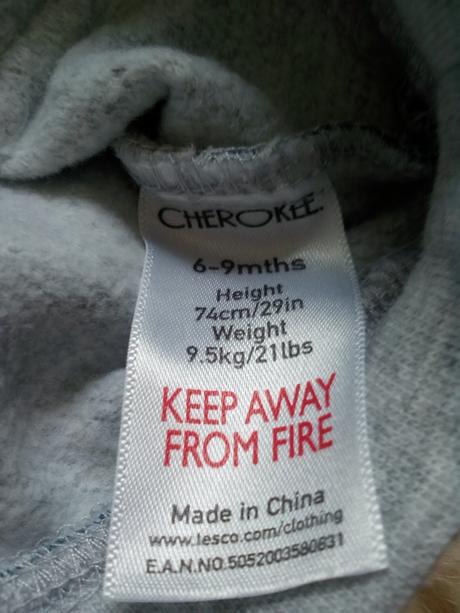 CHEROKEE.
6-9mths
Height
74cm/29in
Weight
9.5kg/21lbs
KEEP AWAY
FROM FIRE
Made in China
www.tesco.com/clothing
E.A.N.NO.5052003580831